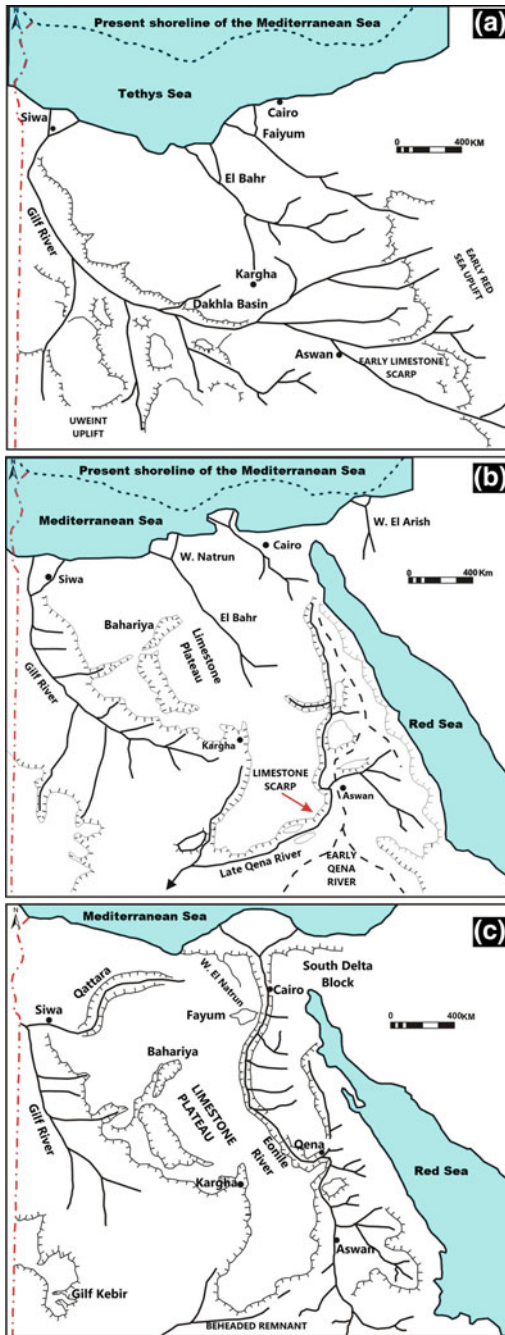 (a)
Present shoreline of the Mediterranean Sea
Tethys Sea
Siwa
Cairo
Faiyum
400KM
0
El Bahr
Gilf River
Kargha
Dakhla Basin
EARLY RED
SEA UPLIFT
Aswan
EARLY LIMESTONE
SCARP
UWEINT
UPLIFT
N
(b)
Present shoreline of the Mediterranean Sea
Mediterranean Sea
W. El Arish
W. Natrun
Cairo
Siwa
0
400 Km
Bahariya
El Bahr
Limestone
Plateau
Gilf River
Red Sea
Kargha
LIMESTONE
SCARP
Aswan
Late Qena River
EARLY
QENA
RIVER
N
(c)
Mediterranean Sea
South Delta
Block
Qattara
W. El Natrun
Cairo
Siwa
Fayum
0
400KM
Bahariya
LIMESTONE
PLATEAU
Gilf River
Eonile
River
Qena
Kargha
Red Sea
Aswan
Gilf Kebir
BEHEADED REMNANT